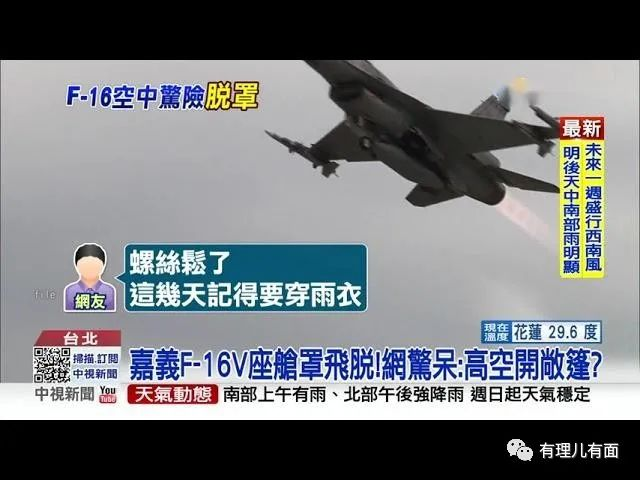 F-16空中驚險脱罩
最新
未來一週盛行西南風
明後天中南部雨明顯
螺絲鬆了
這幾天記得要穿雨衣
網友
file
現在溫度
花蓮 29.6 度
台北
掃描.訂閱
中視新聞
嘉義F-16V座艙罩飛脱!網驚呆:高空開敞篷?
中視新聞
You
Tube
天氣動態
南部上午有雨、北部午後強降雨 週日起天氣穩定
有理儿有面